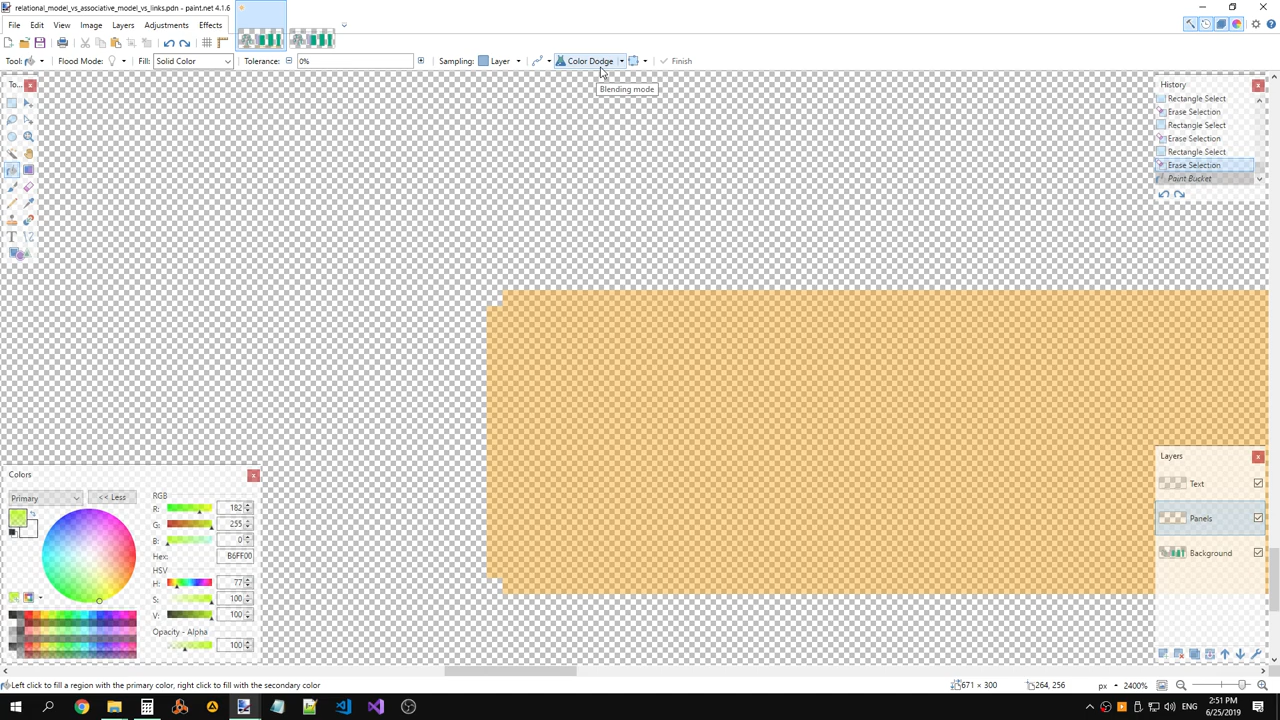 relational_model_vs_associative_model_vs_links.pdn - paint.net 4.1.6
File Edit View Image Layers Adjustments Effects
Tool: Flood Mode: Fill: Solid Color Tolerance: 0% Sampling: Layer Color Dodge Finish
Blending mode
To...
History
Rectangle Select
Erase Selection
Rectangle Select
Erase Selection
Rectangle Select
Erase Selection
Paint Bucket
Layers
Text
Panels
Background
Colors
Primary
<< Less
RGB
R: 182
G: 255
B: 0
Hex: B6FF00
HSV
H: 77
S: 100
V: 100
Opacity - Alpha
100
Left click to fill a region with the primary color, right click to fill with the secondary color
671 × 300
264, 256
px
2400%
ENG
2:51 PM
6/25/2019